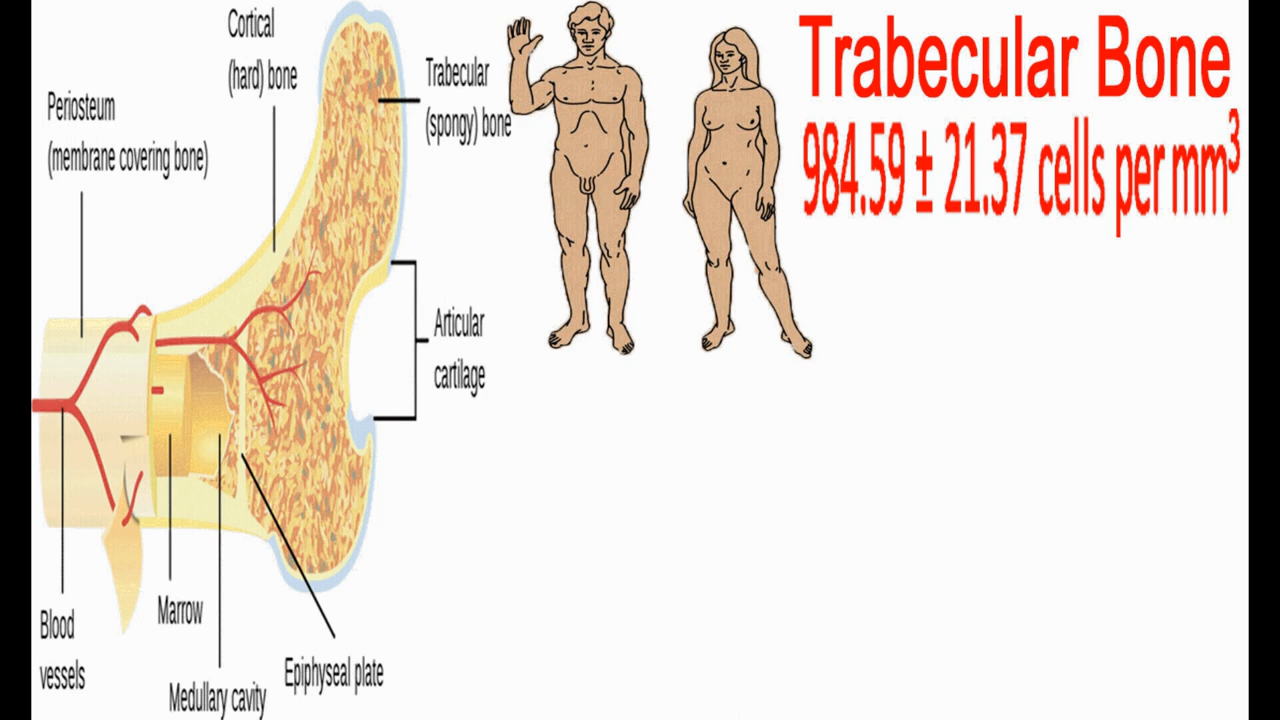 Cortical
(hard) bone
Trabecular
(spongy) bone
Periosteum
(membrane covering bone)
Articular
cartilage
Blood
vessels
Marrow
Medullary cavity
Epiphyseal plate
Trabecular Bone
984.59 ± 21.37 cells per mm³